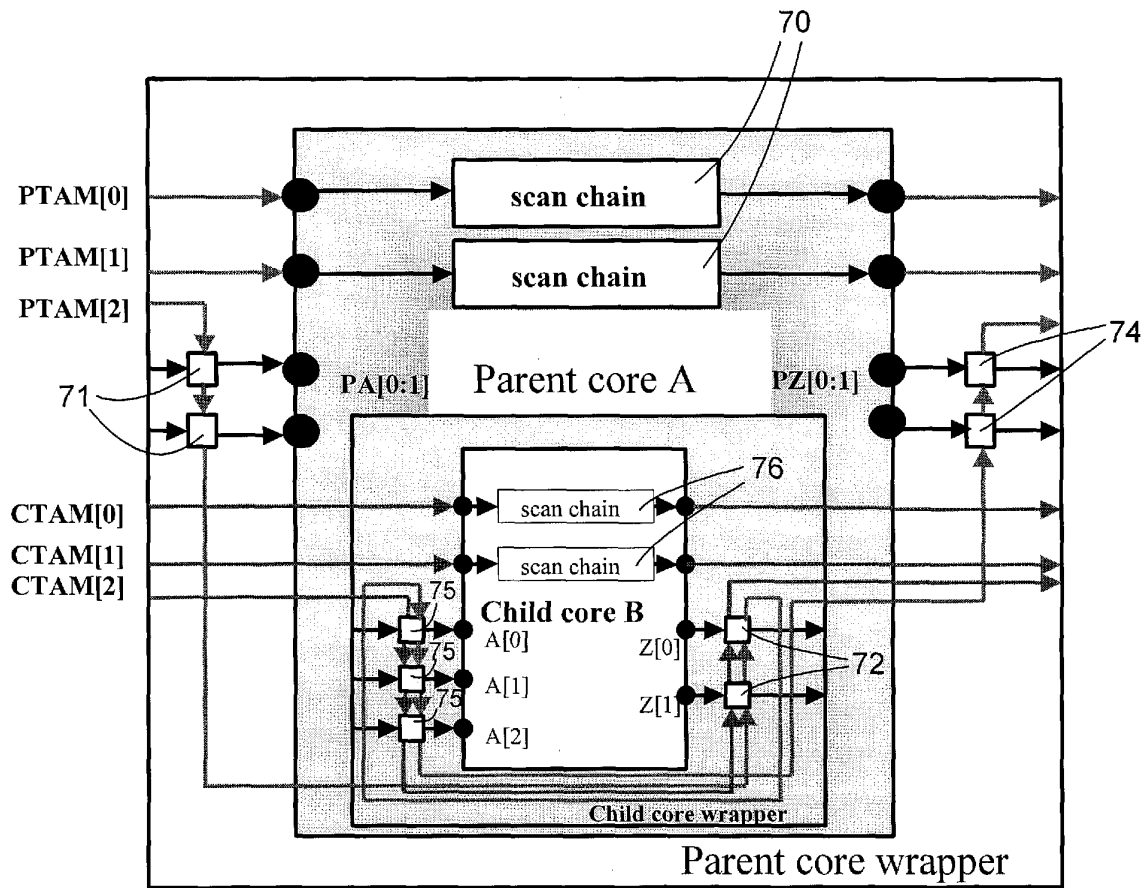 70
PTAM[0]
scan chain
PTAM[1]
scan chain
PTAM[2]
74
71
PA[0:1]
Parent core A
PZ[0:1]
76
CTAM[0]
scan chain
CTAM[1]
scan chain
CTAM[2]
75
Child core B
A[0]
Z[0]
72
75
A[1]
Z[1]
75
A[2]
Child core wrapper
Parent core wrapper